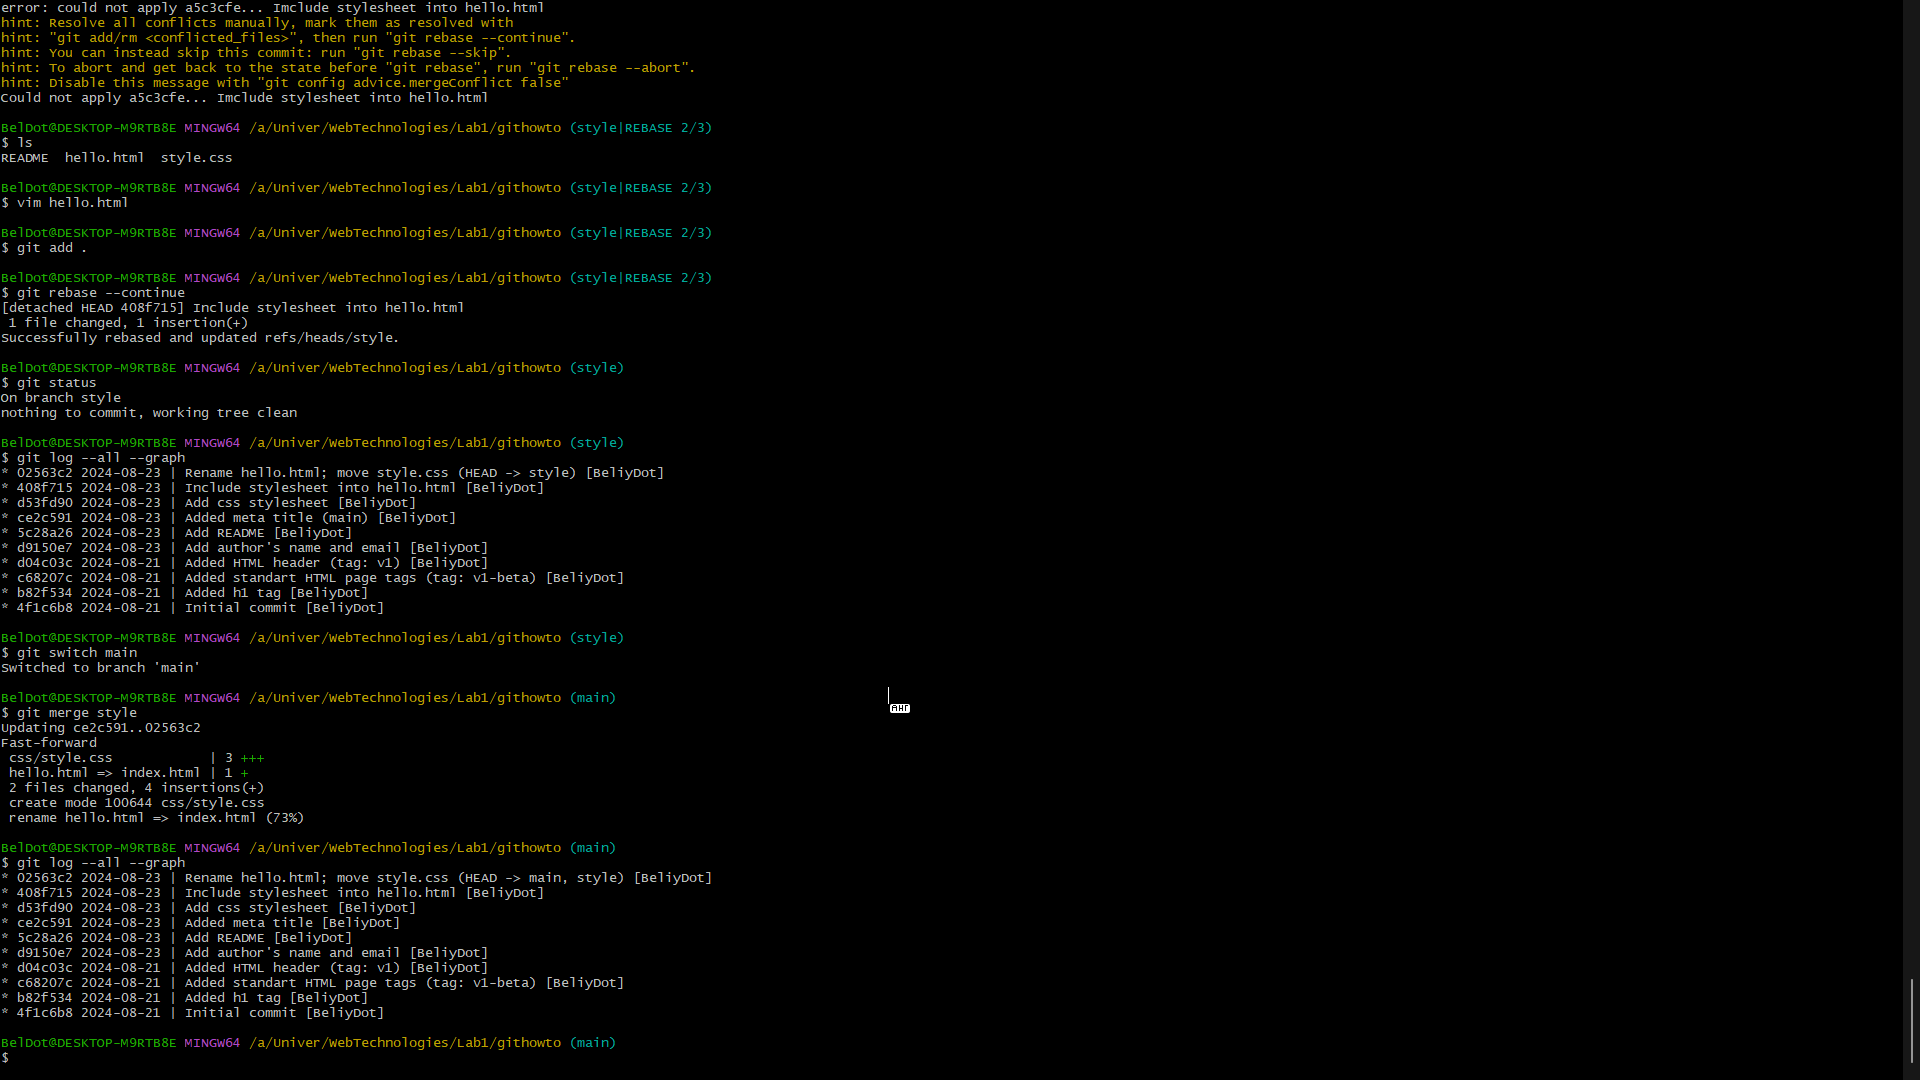 error: could not apply a5c3cfe... Imclude stylesheet into hello.html
hint: Resolve all conflicts manually, mark them as resolved with
hint: "git add/rm <conflicted_files>", then run "git rebase --continue".
hint: You can instead skip this commit: run "git rebase --skip".
hint: To abort and get back to the state before "git rebase", run "git rebase --abort".
hint: Disable this message with "git config advice.mergeConflict false"
Could not apply a5c3cfe... Imclude stylesheet into hello.html
BelDot@DESKTOP-M9RTB8E MINGW64 /a/Univer/WebTechnologies/Lab1/githowto (style|REBASE 2/3)
$ ls
README  hello.html  style.css
BelDot@DESKTOP-M9RTB8E MINGW64 /a/Univer/WebTechnologies/Lab1/githowto (style|REBASE 2/3)
$ vim hello.html
BelDot@DESKTOP-M9RTB8E MINGW64 /a/Univer/WebTechnologies/Lab1/githowto (style|REBASE 2/3)
$ git add .
BelDot@DESKTOP-M9RTB8E MINGW64 /a/Univer/WebTechnologies/Lab1/githowto (style|REBASE 2/3)
$ git rebase --continue
[detached HEAD 408f715] Include stylesheet into hello.html
 1 file changed, 1 insertion(+)
Successfully rebased and updated refs/heads/style.
BelDot@DESKTOP-M9RTB8E MINGW64 /a/Univer/WebTechnologies/Lab1/githowto (style)
$ git status
On branch style
nothing to commit, working tree clean
BelDot@DESKTOP-M9RTB8E MINGW64 /a/Univer/WebTechnologies/Lab1/githowto (style)
$ git log --all --graph
* 02563c2 2024-08-23 | Rename hello.html; move style.css (HEAD -> style) [BeliyDot]
* 408f715 2024-08-23 | Include stylesheet into hello.html [BeliyDot]
* d53fd90 2024-08-23 | Add css stylesheet [BeliyDot]
* ce2c591 2024-08-23 | Added meta title (main) [BeliyDot]
* 5c28a26 2024-08-23 | Add README [BeliyDot]
* d9150e7 2024-08-23 | Add author's name and email [BeliyDot]
* d04c03c 2024-08-21 | Added HTML header (tag: v1) [BeliyDot]
* c68207c 2024-08-21 | Added standart HTML page tags (tag: v1-beta) [BeliyDot]
* b82f534 2024-08-21 | Added h1 tag [BeliyDot]
* 4f1c6b8 2024-08-21 | Initial commit [BeliyDot]
BelDot@DESKTOP-M9RTB8E MINGW64 /a/Univer/WebTechnologies/Lab1/githowto (style)
$ git switch main
Switched to branch 'main'
BelDot@DESKTOP-M9RTB8E MINGW64 /a/Univer/WebTechnologies/Lab1/githowto (main)
$ git merge style
Updating ce2c591..02563c2
Fast-forward
 css/style.css            | 3 +++
 hello.html => index.html | 1 +
 2 files changed, 4 insertions(+)
 create mode 100644 css/style.css
 rename hello.html => index.html (73%)
BelDot@DESKTOP-M9RTB8E MINGW64 /a/Univer/WebTechnologies/Lab1/githowto (main)
$ git log --all --graph
* 02563c2 2024-08-23 | Rename hello.html; move style.css (HEAD -> main, style) [BeliyDot]
* 408f715 2024-08-23 | Include stylesheet into hello.html [BeliyDot]
* d53fd90 2024-08-23 | Add css stylesheet [BeliyDot]
* ce2c591 2024-08-23 | Added meta title [BeliyDot]
* 5c28a26 2024-08-23 | Add README [BeliyDot]
* d9150e7 2024-08-23 | Add author's name and email [BeliyDot]
* d04c03c 2024-08-21 | Added HTML header (tag: v1) [BeliyDot]
* c68207c 2024-08-21 | Added standart HTML page tags (tag: v1-beta) [BeliyDot]
* b82f534 2024-08-21 | Added h1 tag [BeliyDot]
* 4f1c6b8 2024-08-21 | Initial commit [BeliyDot]
BelDot@DESKTOP-M9RTB8E MINGW64 /a/Univer/WebTechnologies/Lab1/githowto (main)
$
АНГ